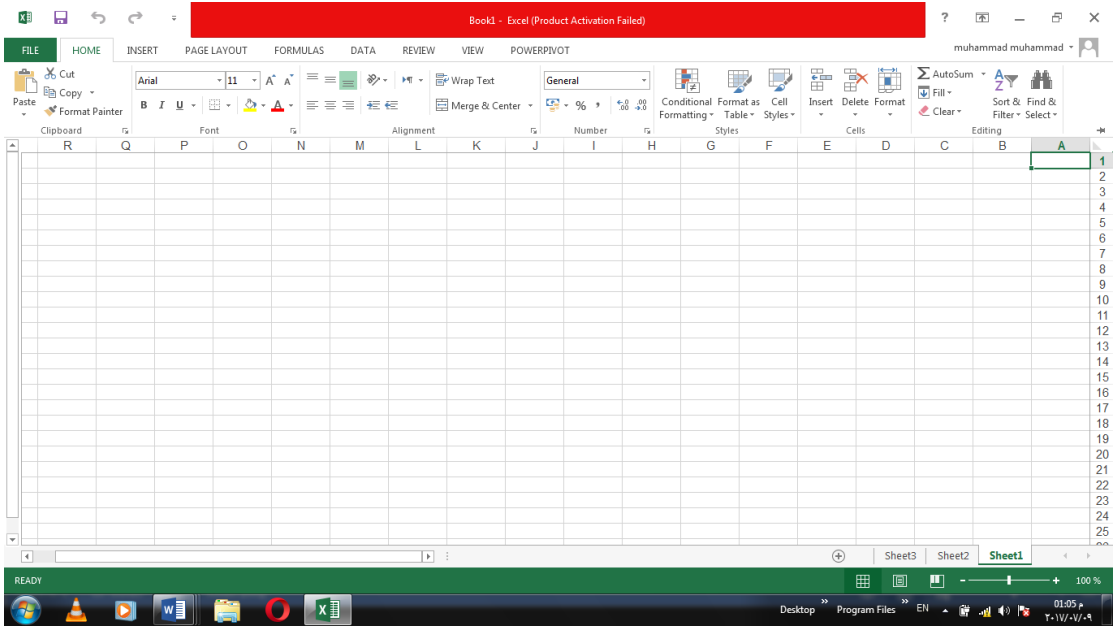 Book1 - Excel (Product Activation Failed)
?
FILE HOME INSERT PAGE LAYOUT FORMULAS DATA REVIEW VIEW POWERPIVOT
muhammad muhammad
Paste
Cut
Copy
Format Painter
Clipboard
Arial 11 A A
B I U A
Font
Wrap Text
Merge & Center
Alignment
General
% ,
Number
Conditional Formatting
Format as Table
Cell Styles
Styles
Insert Delete Format
Cells
AutoSum
Fill
Clear
Sort & Filter
Find & Select
Editing
R Q P O N M L K J I H G F E D C B A
1
2
3
4
5
6
7
8
9
10
11
12
13
14
15
16
17
18
19
20
21
22
23
24
25
Sheet3 Sheet2 Sheet1
READY
100 %
Desktop » Program Files » EN
01:05 م
٢٠١٧/٠٧/٠٩